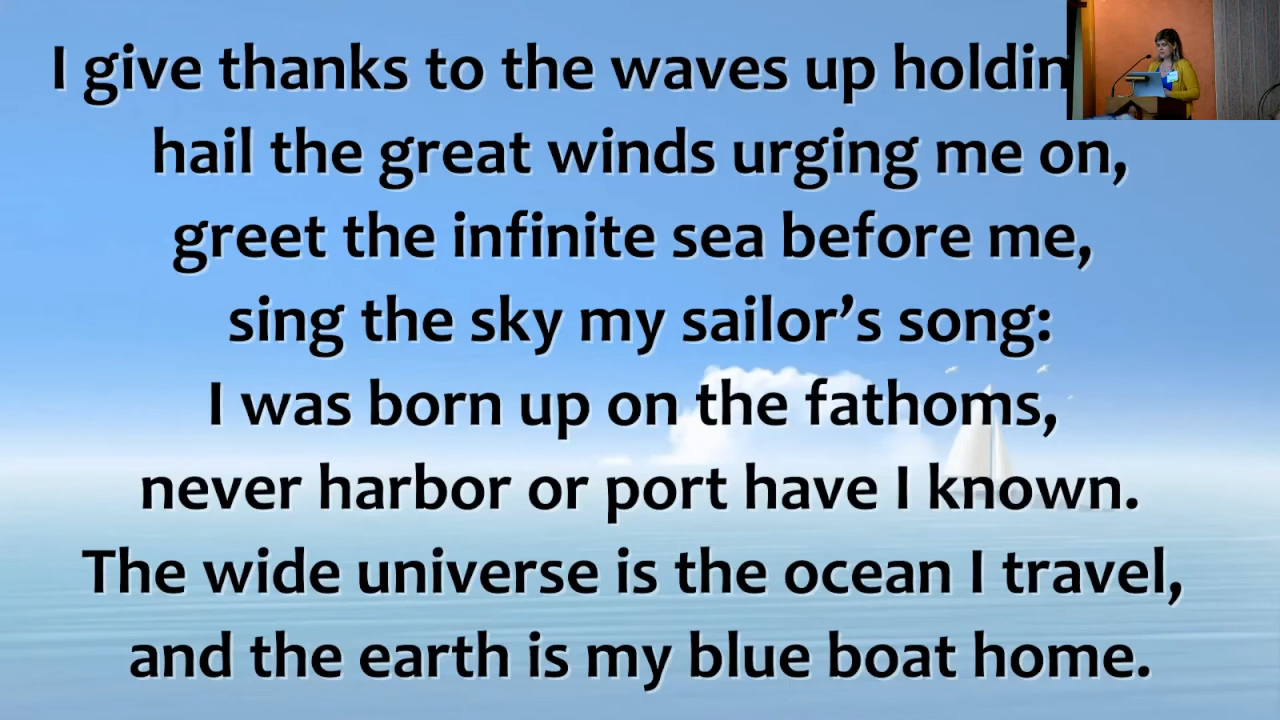 I give thanks to the waves up holdin
hail the great winds urging me on,
greet the infinite sea before me,
sing the sky my sailor’s song:
I was born up on the fathoms,
never harbor or port have I known.
The wide universe is the ocean I travel,
and the earth is my blue boat home.